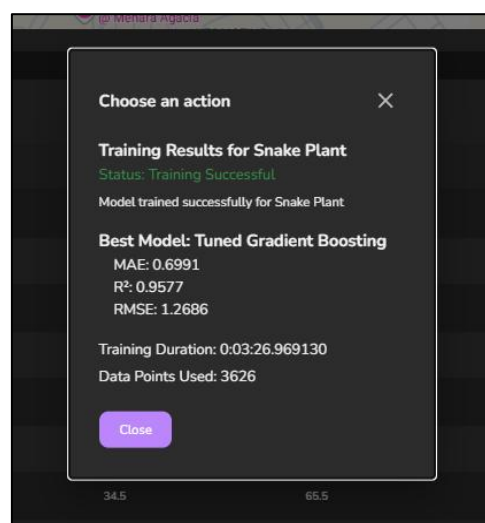 @ Menara Agacia
Choose an action
Training Results for Snake Plant
Status: Training Successful
Model trained successfully for Snake Plant
Best Model: Tuned Gradient Boosting
MAE: 0.6991
R²: 0.9577
RMSE: 1.2686
Training Duration: 0:03:26.969130
Data Points Used: 3626
Close
34.5 65.5